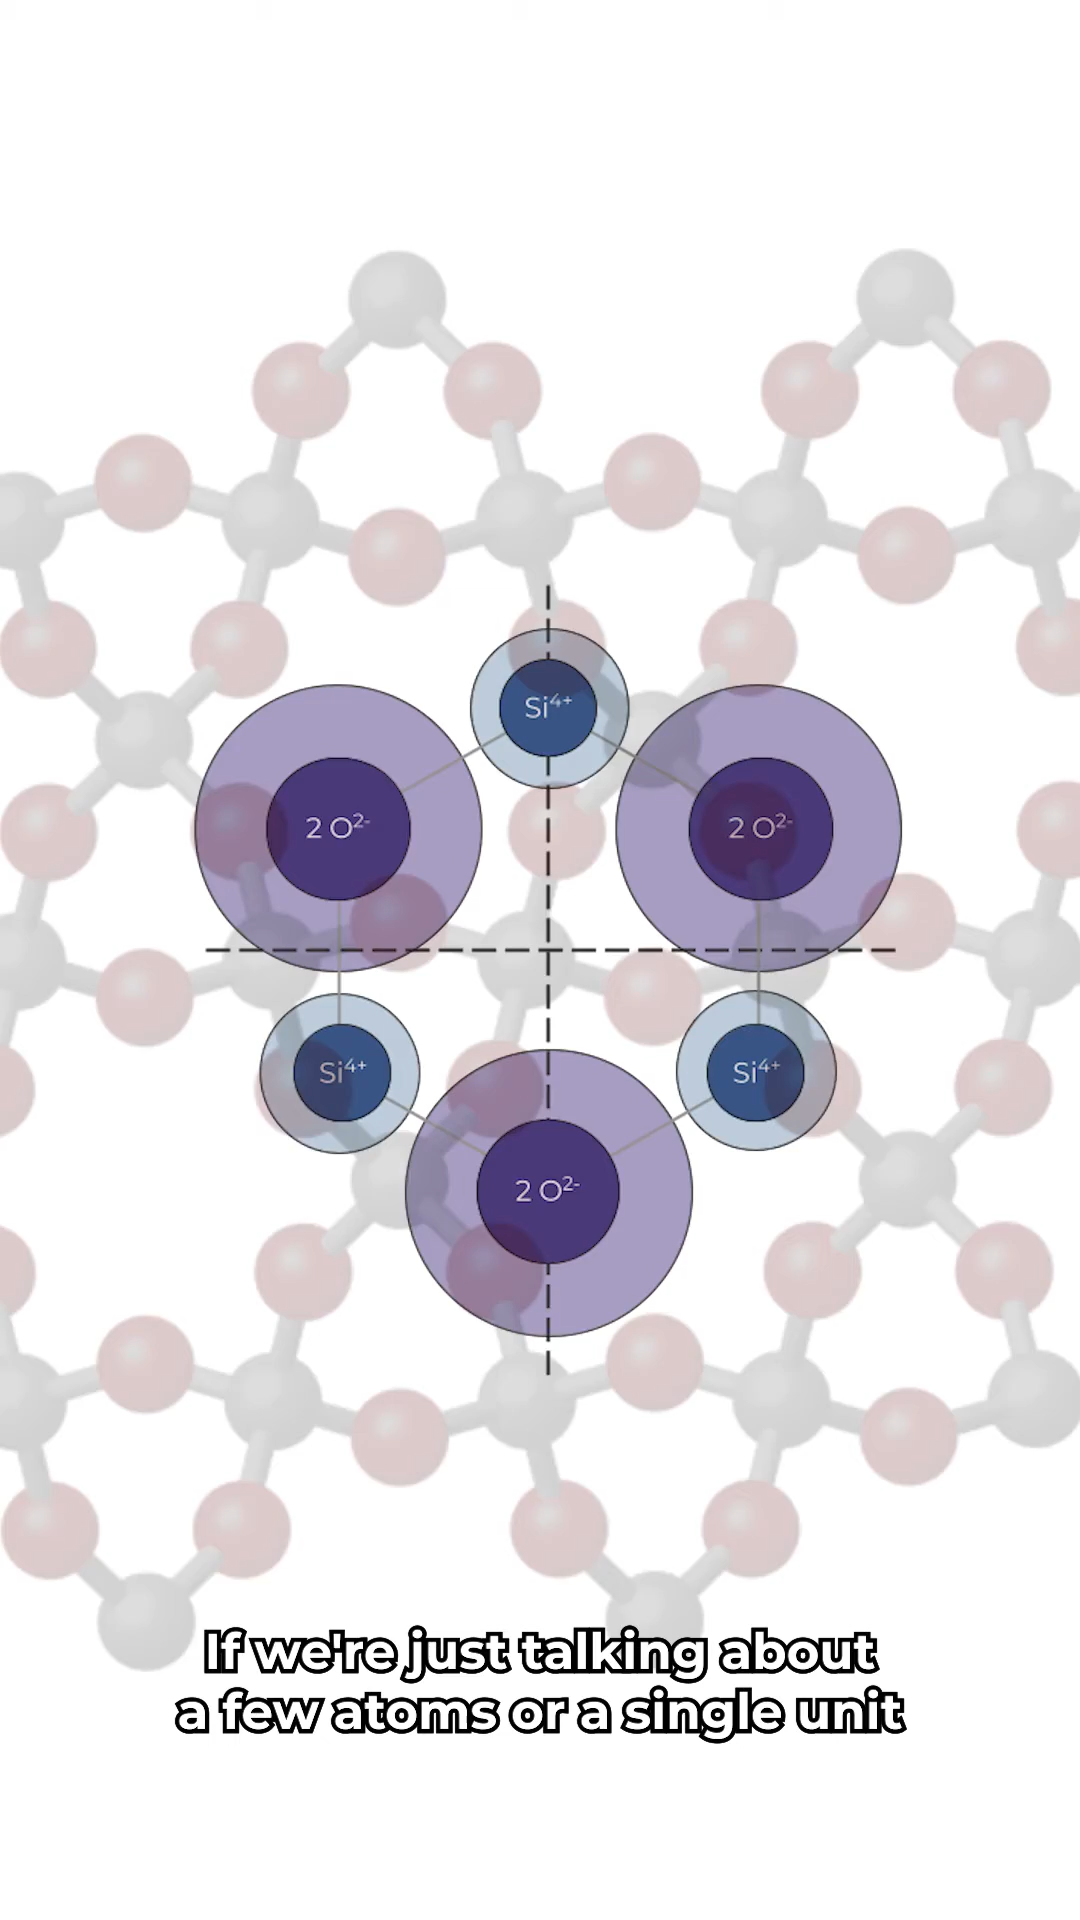 Si⁴⁺
2 O²⁻
2 O²⁻
Si⁴⁺
Si⁴⁺
2 O²⁻
If we're just talking about
a few atoms or a single unit